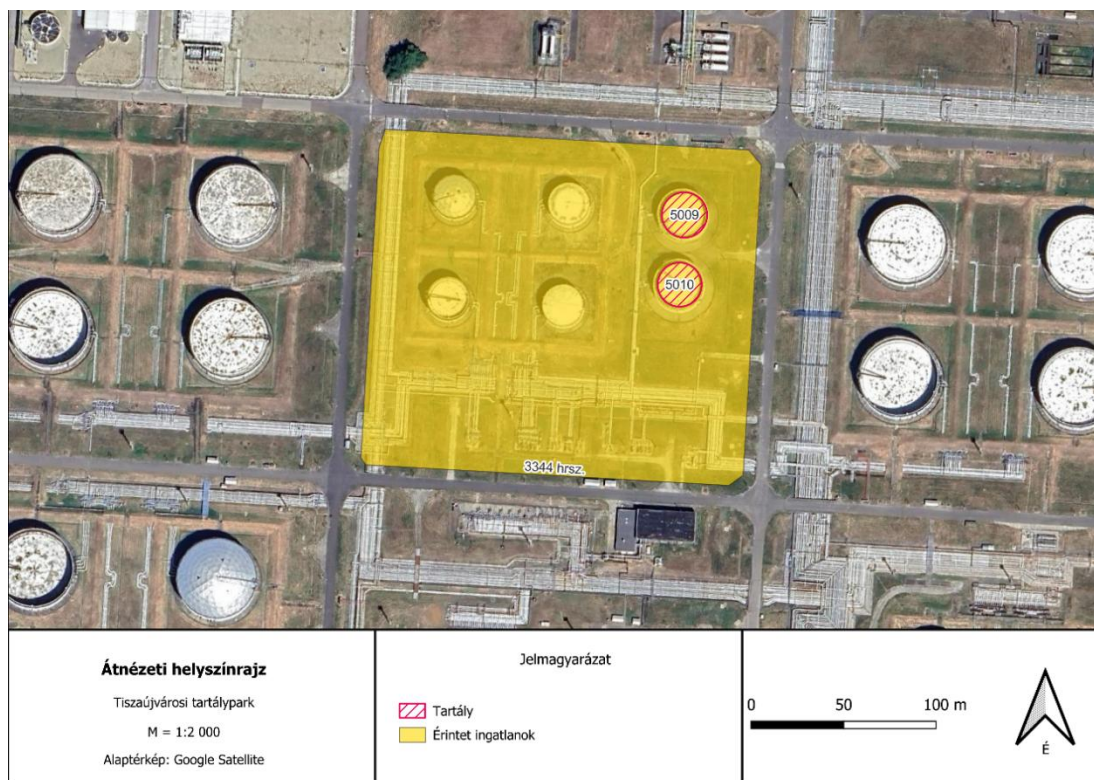 5009
5010
3344 hrsz.
Átnézeti helyszínrajz
Tiszaújvárosi tartálypark
M = 1:2 000
Alaptérkép: Google Satellite
Jelmagyarázat
Tartály
Érintet ingatlanok
0 50 100 m
É